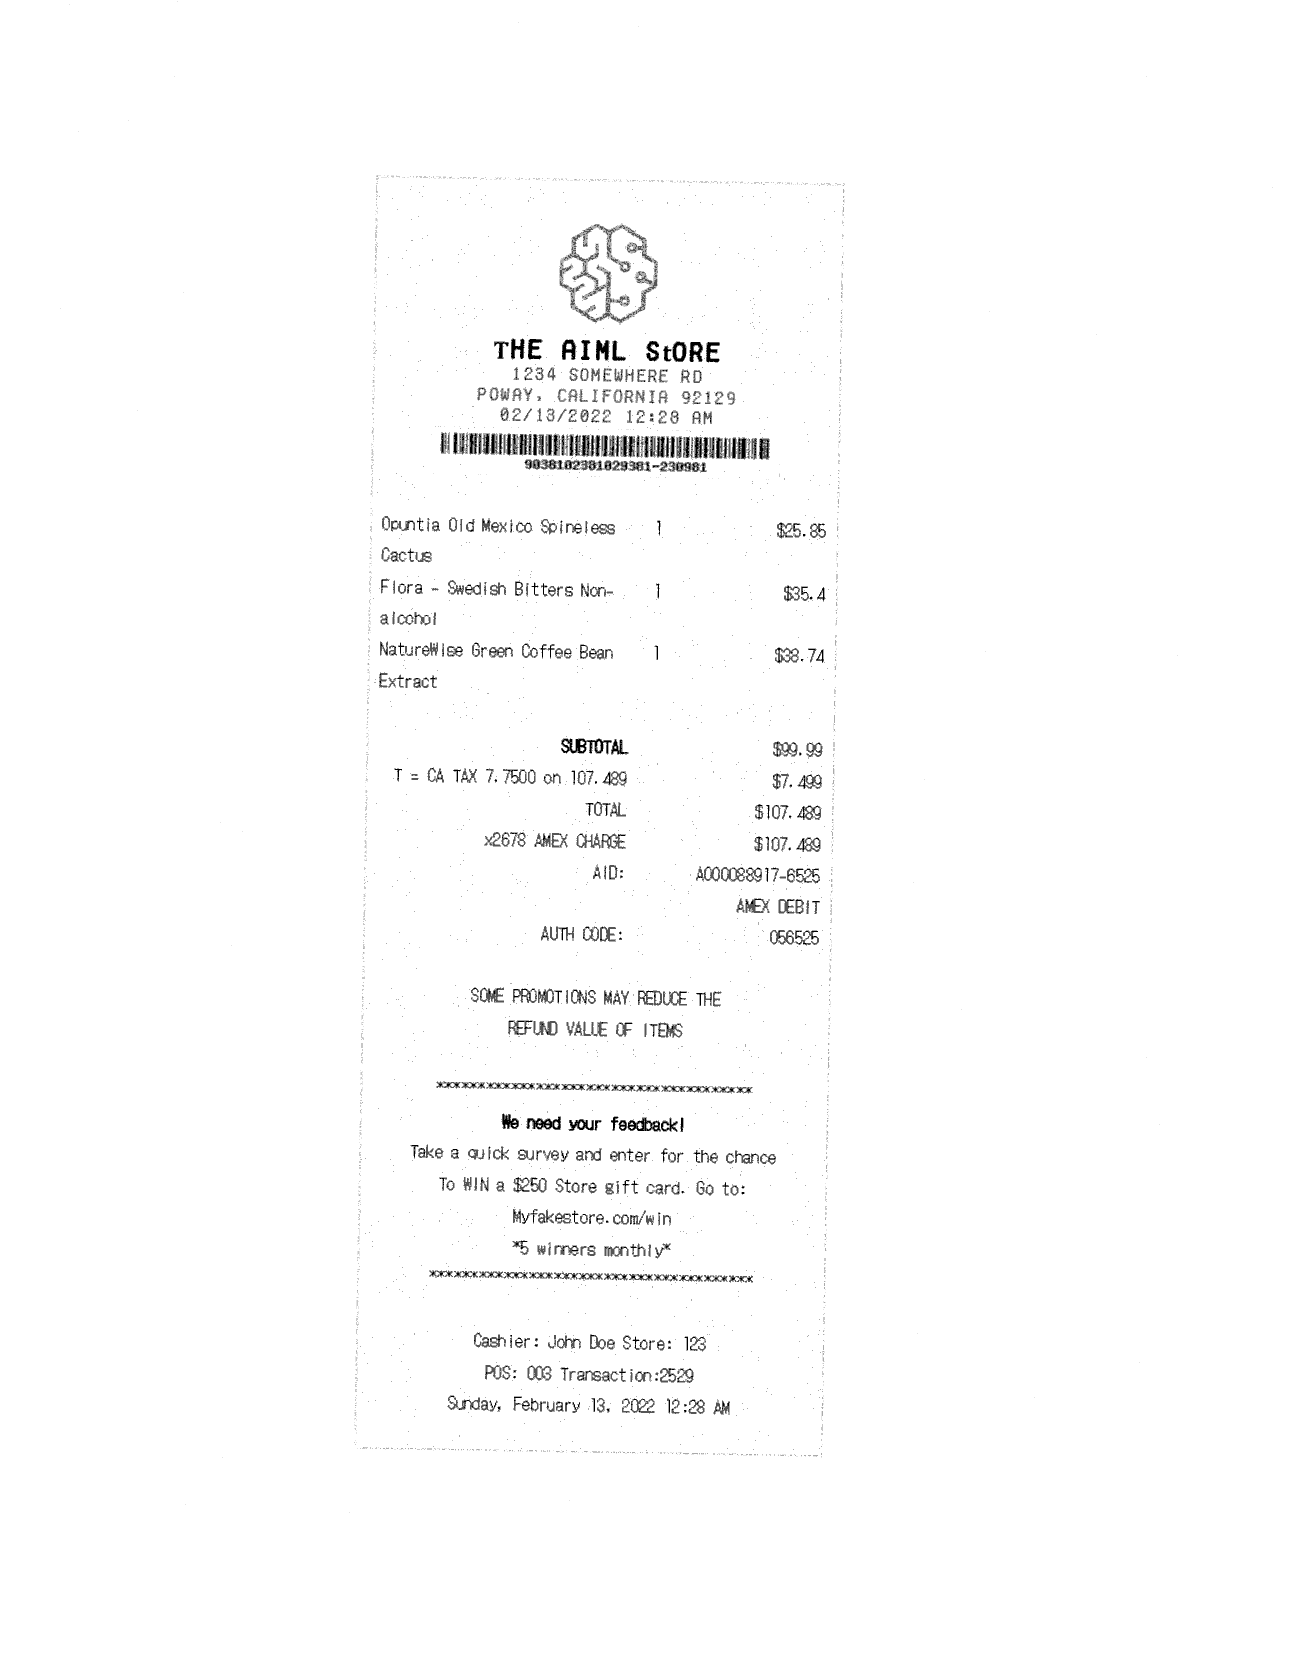 THE AIML StORE
1234 SOMEWHERE RD
POWAY, CALIFORNIA 92129
02/13/2022 12:28 AM
9038102381029381-230981
Opuntia Old Mexico Spineless 1 $25.85
Cactus
Flora - Swedish Bitters Non- 1 $35.4
alcohol
NatureWise Green Coffee Bean 1 $38.74
Extract
SUBTOTAL $99.99
T = CA TAX 7.7500 on 107.489 $7.499
TOTAL $107.489
x2678 AMEX CHARGE $107.489
AID: A000088917-6525
AMEX DEBIT
AUTH CODE: 056525
SOME PROMOTIONS MAY REDUCE THE
REFUND VALUE OF ITEMS
***************************************
We need your feedback!
Take a quick survey and enter for the chance
To WIN a $250 Store gift card. Go to:
Myfakestore.com/win
*5 winners monthly*
****************************************
Cashier: John Doe Store: 123
POS: 003 Transaction:2529
Sunday, February 13, 2022 12:28 AM